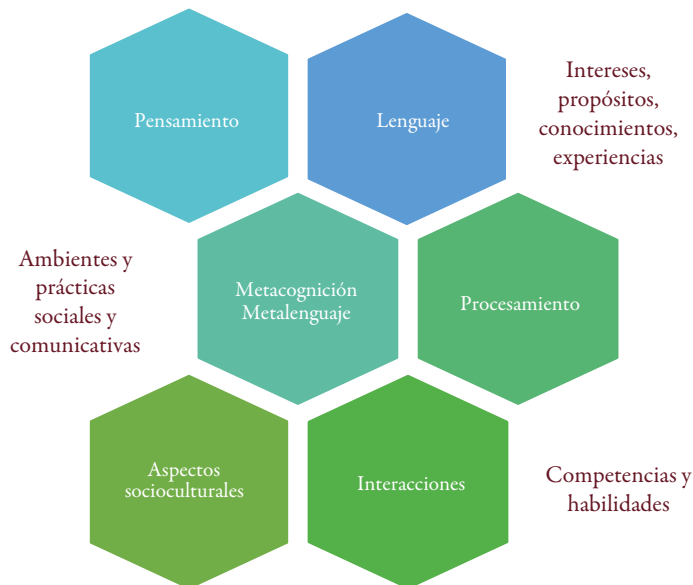 Pensamiento
Lenguaje
Intereses,
propósitos,
conocimientos,
experiencias
Ambientes y
prácticas
sociales y
comunicativas
Metacognición
Metalenguaje
Procesamiento
Aspectos
socioculturales
Interacciones
Competencias y
habilidades